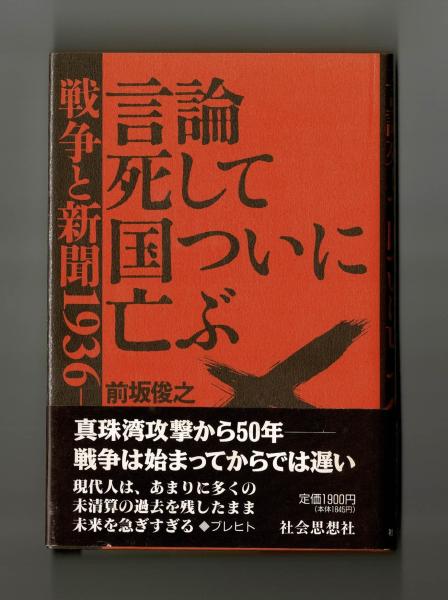 戦争と新聞1936―
言論
死して
国ついに
亡ぶ
前坂俊之
真珠湾攻撃から50年――
戦争は始まってからでは遅い
現代人は、あまりに多くの
未清算の過去を残したまま
未来を急ぎすぎる◆ブレヒト
定価1900円
(本体1845円)
社会思想社